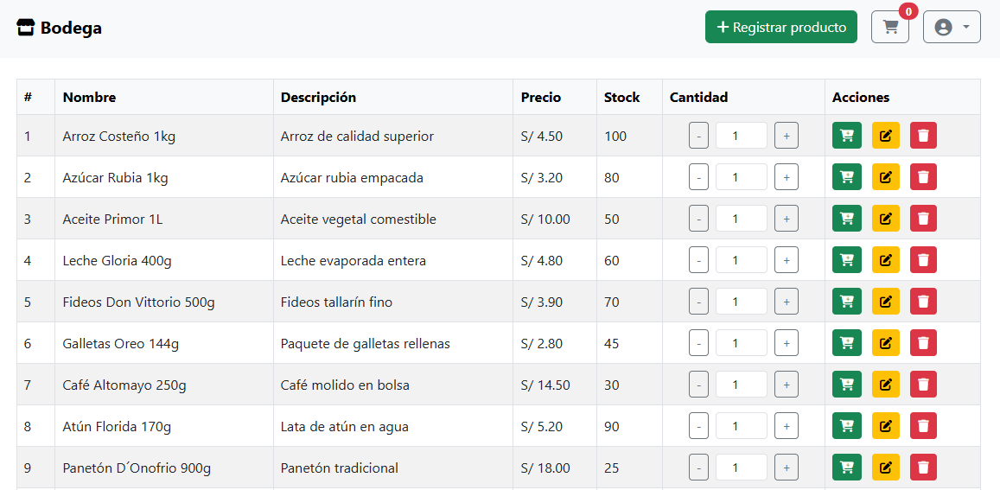 Bodega
+ Registrar producto
0
# Nombre Descripción Precio Stock Cantidad Acciones
1 Arroz Costeño 1kg Arroz de calidad superior S/ 4.50 100 - 1 +
2 Azúcar Rubia 1kg Azúcar rubia empacada S/ 3.20 80 - 1 +
3 Aceite Primor 1L Aceite vegetal comestible S/ 10.00 50 - 1 +
4 Leche Gloria 400g Leche evaporada entera S/ 4.80 60 - 1 +
5 Fideos Don Vittorio 500g Fideos tallarín fino S/ 3.90 70 - 1 +
6 Galletas Oreo 144g Paquete de galletas rellenas S/ 2.80 45 - 1 +
7 Café Altomayo 250g Café molido en bolsa S/ 14.50 30 - 1 +
8 Atún Florida 170g Lata de atún en agua S/ 5.20 90 - 1 +
9 Panetón D´Onofrio 900g Panetón tradicional S/ 18.00 25 - 1 +